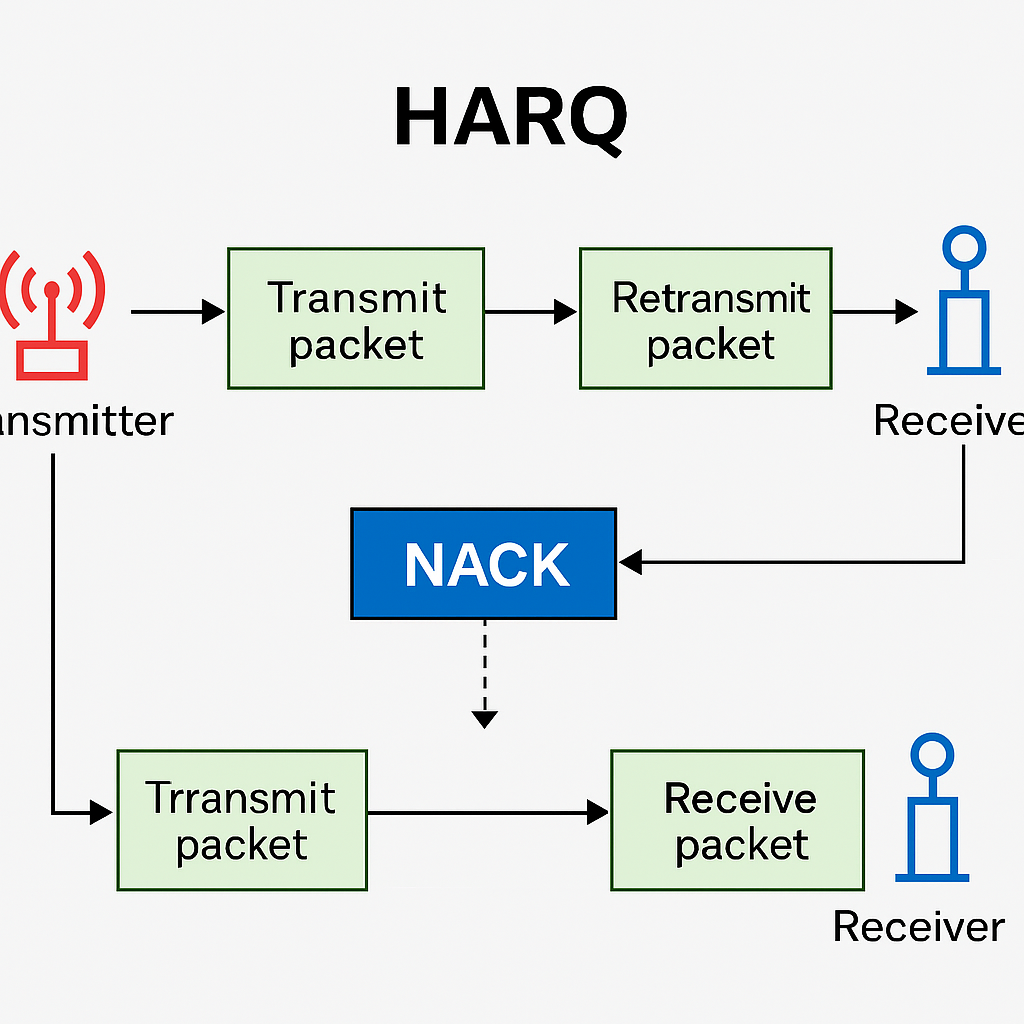 HARQ
Transmit
packet
Retransmit
packet
ansmitter
Receive
NACK
Trransmit
packet
Receive
packet
Receiver